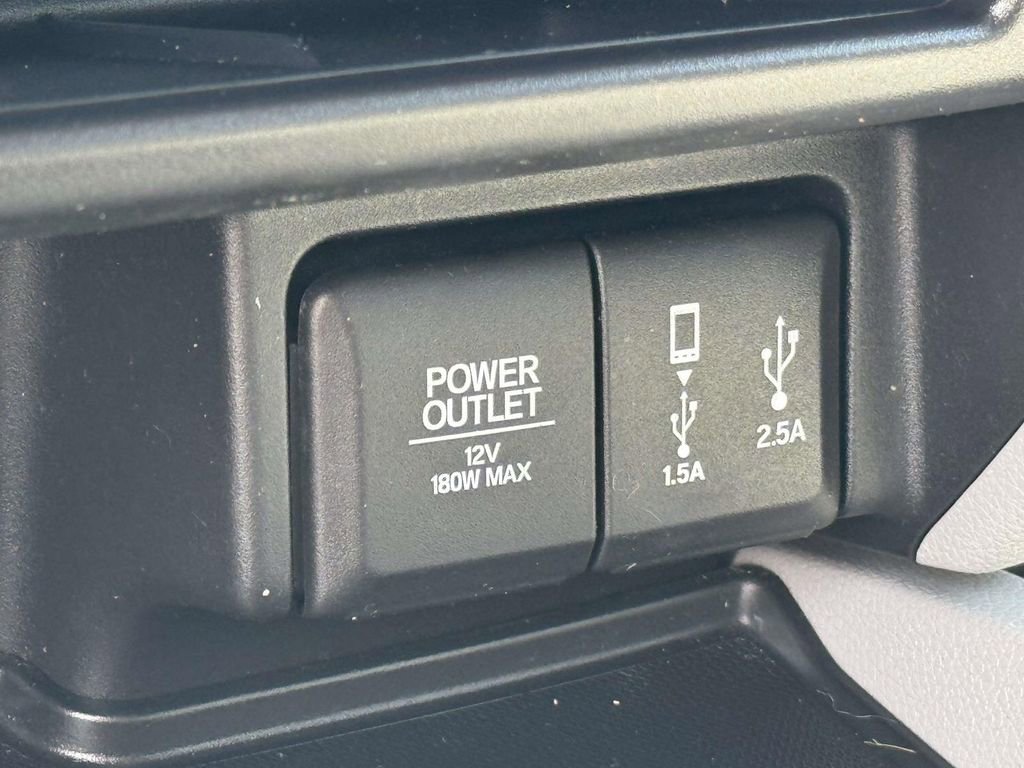 POWER
OUTLET
12V
180W MAX
1.5A
2.5A